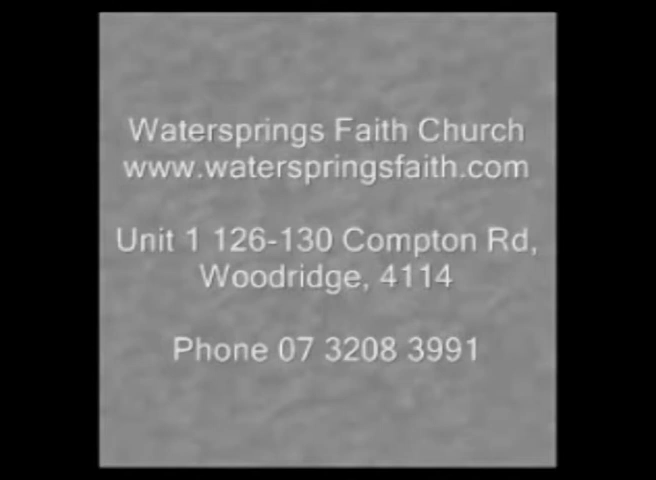 Watersprings Faith Church
www.waterspringsfaith.com
Unit 1 126-130 Compton Rd,
Woodridge, 4114
Phone 07 3208 3991